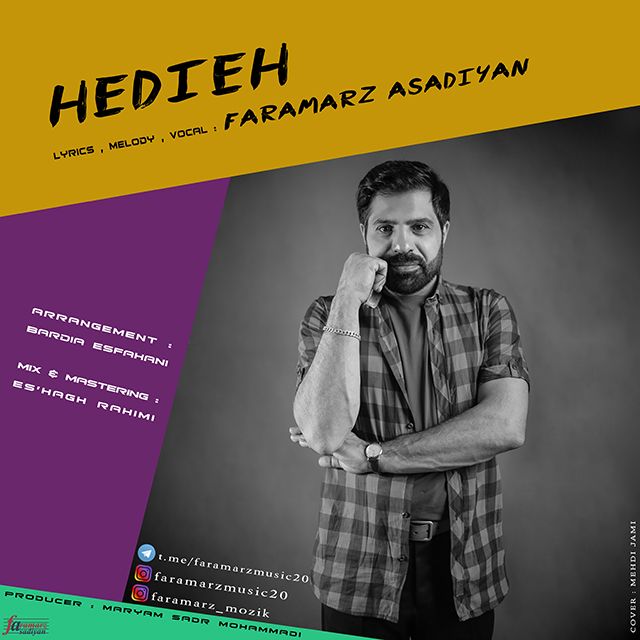 HEDIEH
LYRICS , MELODY , VOCAL : FARAMARZ ASADIYAN
ARRANGEMENT :
BARDIA ESFAHANI
MIX & MASTERING :
ES'HAGH RAHIMI
t.me/faramarzmusic20
faramarzmusic20
faramarz_mozik
PRODUCER : MARYAM SADR MOHAMMADI
faramarz
asadiyan
COVER : MEHDI JAMI